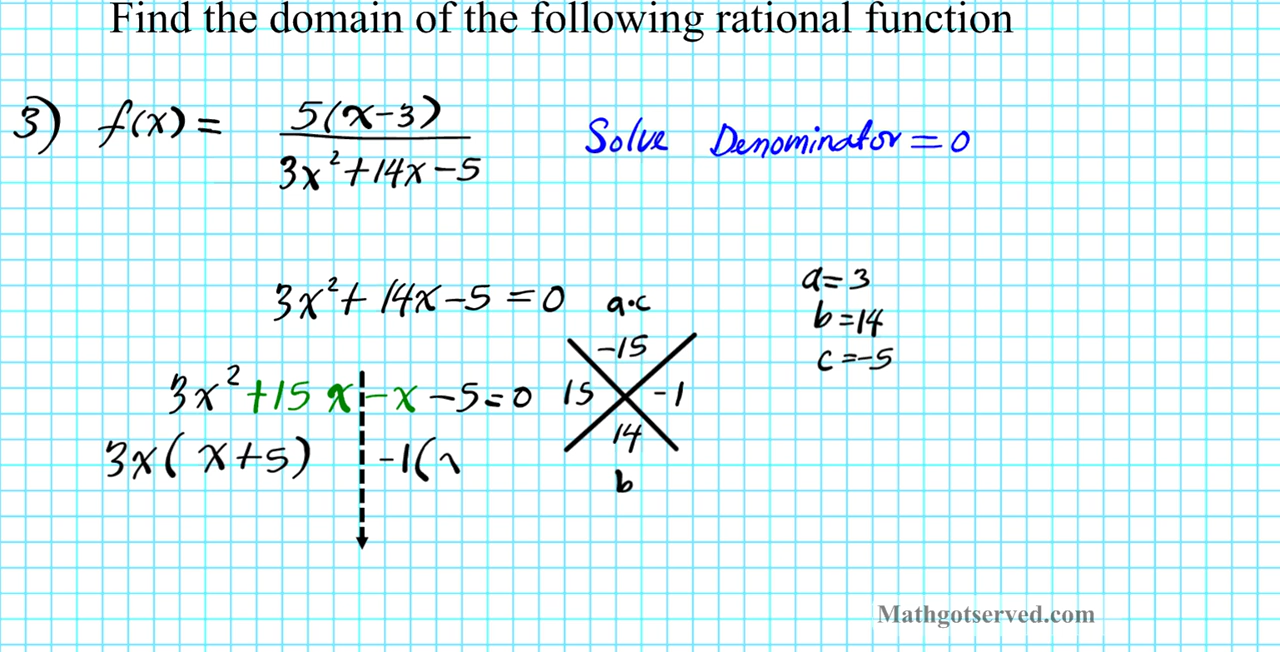 Find the domain of the following rational function
3) f(x) = 5(x-3)
3x²+14x-5
Solve Denominator = 0
3x²+14x-5=0
a·c
a=3
b=14
c=-5
-15
3x²+15x-x-5=0
15 -1
14
3x(x+5) -1(
b
Mathgotserved.com